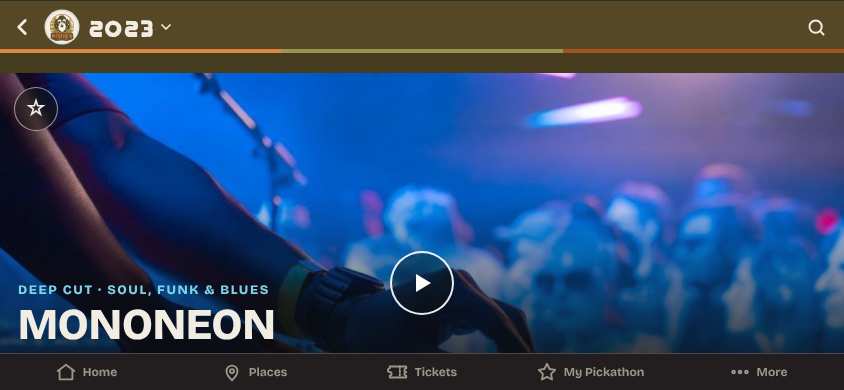 2023
DEEP CUT · SOUL, FUNK & BLUES
MONONEON
Home
Places
Tickets
My Pickathon
More